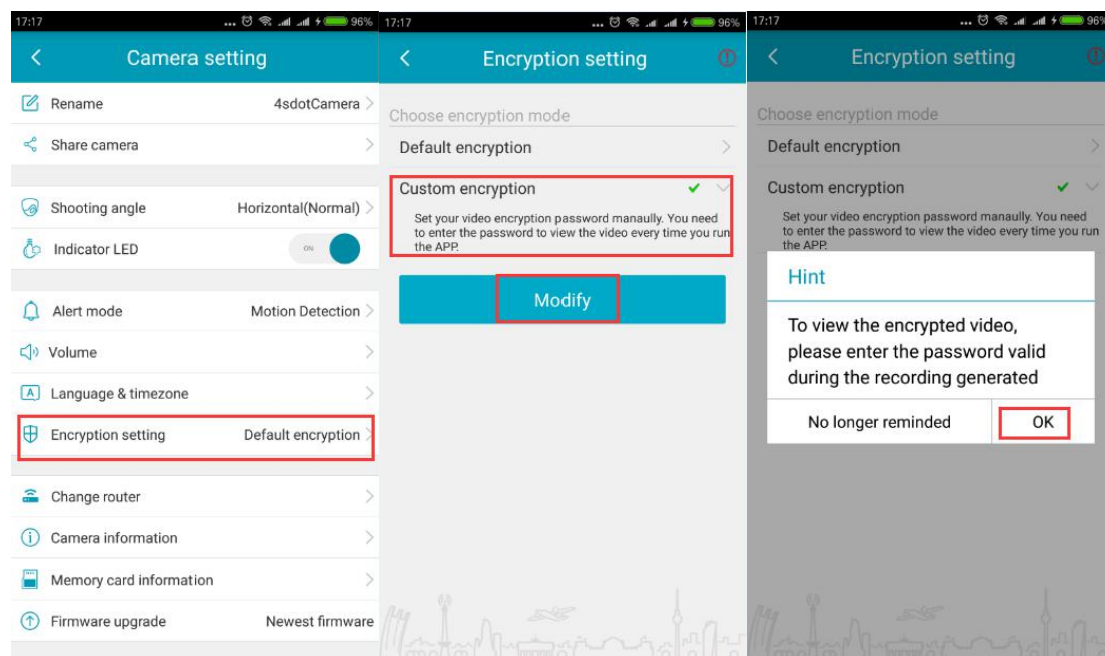 17:17 ... 96%
Camera setting
Rename 4sdotCamera
Share camera
Shooting angle Horizontal(Normal)
Indicator LED ON
Alert mode Motion Detection
Volume
A Language & timezone
Encryption setting Default encryption
Change router
Camera information
Memory card information
Firmware upgrade Newest firmware
17:17 ... 96%
Encryption setting
Choose encryption mode
Default encryption
Custom encryption
Set your video encryption password manaully. You need
to enter the password to view the video every time you run
the APP.
Modify
17:17 ... 96%
Encryption setting
Choose encryption mode
Default encryption
Custom encryption
Set your video encryption password manaully. You need
to enter the password to view the video every time you run
the APP.
Hint
To view the encrypted video,
please enter the password valid
during the recording generated
No longer reminded OK